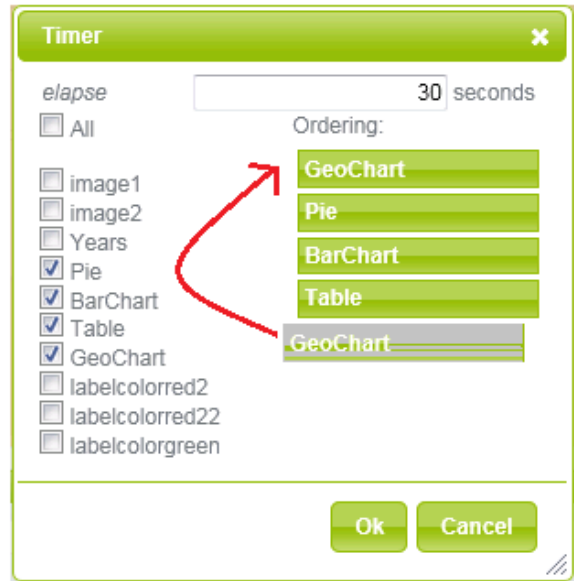 Timer
elapse 30 seconds
All
Ordering:
image1
image2
Years
Pie
BarChart
Table
GeoChart
labelcolorred2
labelcolorred22
labelcolorgreen
GeoChart
Pie
BarChart
Table
GeoChart
Ok
Cancel